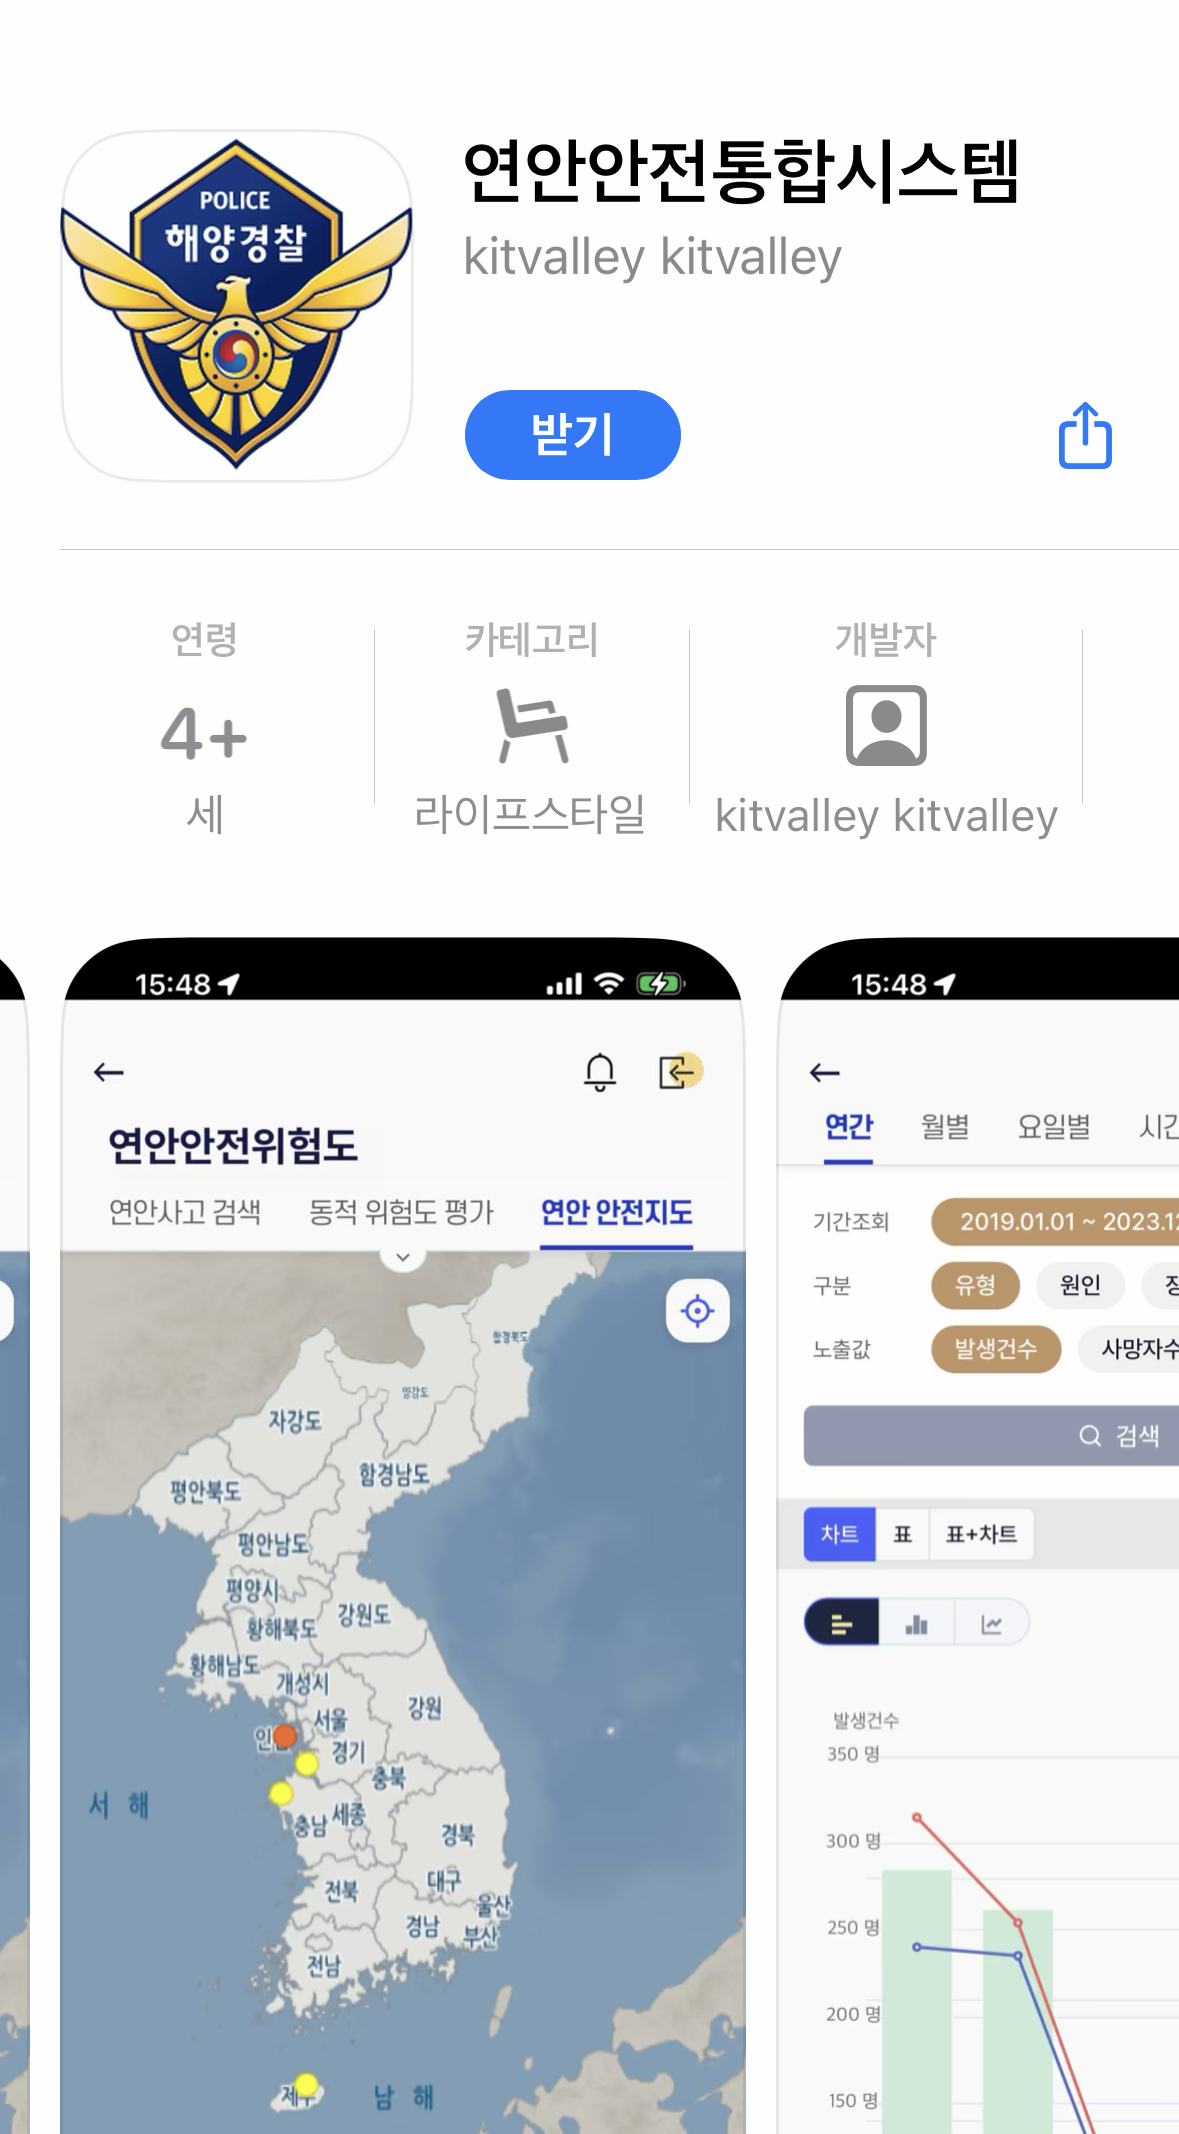 POLICE
해양경찰
연안안전통합시스템
kitvalley kitvalley
받기
연령
4+
세
카테고리
라이프스타일
개발자
kitvalley kitvalley
15:48
연안안전위험도
연안사고 검색 동적 위험도 평가 연안 안전지도
함경북도
양강도
자강도
함경남도
평안북도
평안남도
평양시
강원도
황해북도
황해남도
개성시
강원
서울
경기
충북
서 해
세종
충남
경북
대구
전북
울산
경남
부산
전남
남 해
15:48
연간 월별 요일별
기간조회 2019.01.01 ~ 2023.12
구분 유형 원인
노출값 발생건수 사망자수
검색
차트 표 표+차트
발생건수
350 명
300 명
250 명
200 명
150 명